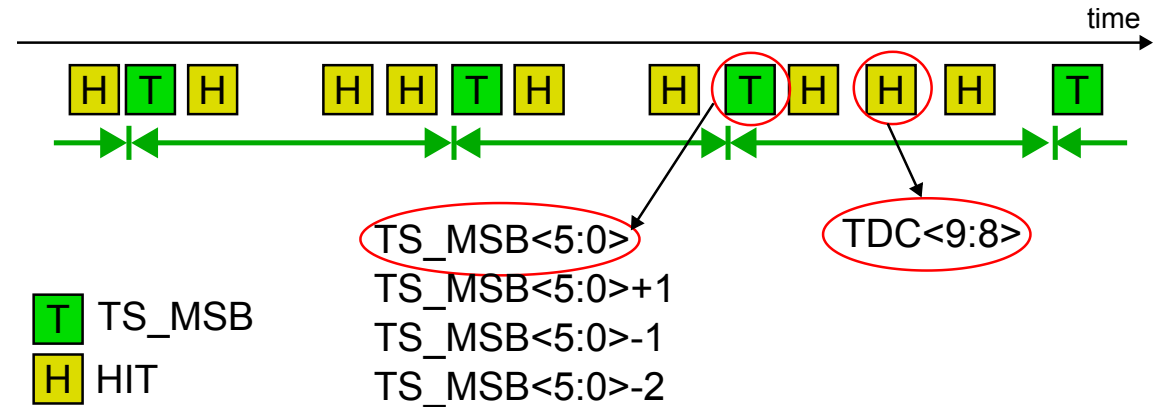 time
H T H H H T H H T H H H T
TS_MSB<5:0> TDC<9:8>
TS_MSB<5:0>+1
T TS_MSB TS_MSB<5:0>-1
H HIT TS_MSB<5:0>-2